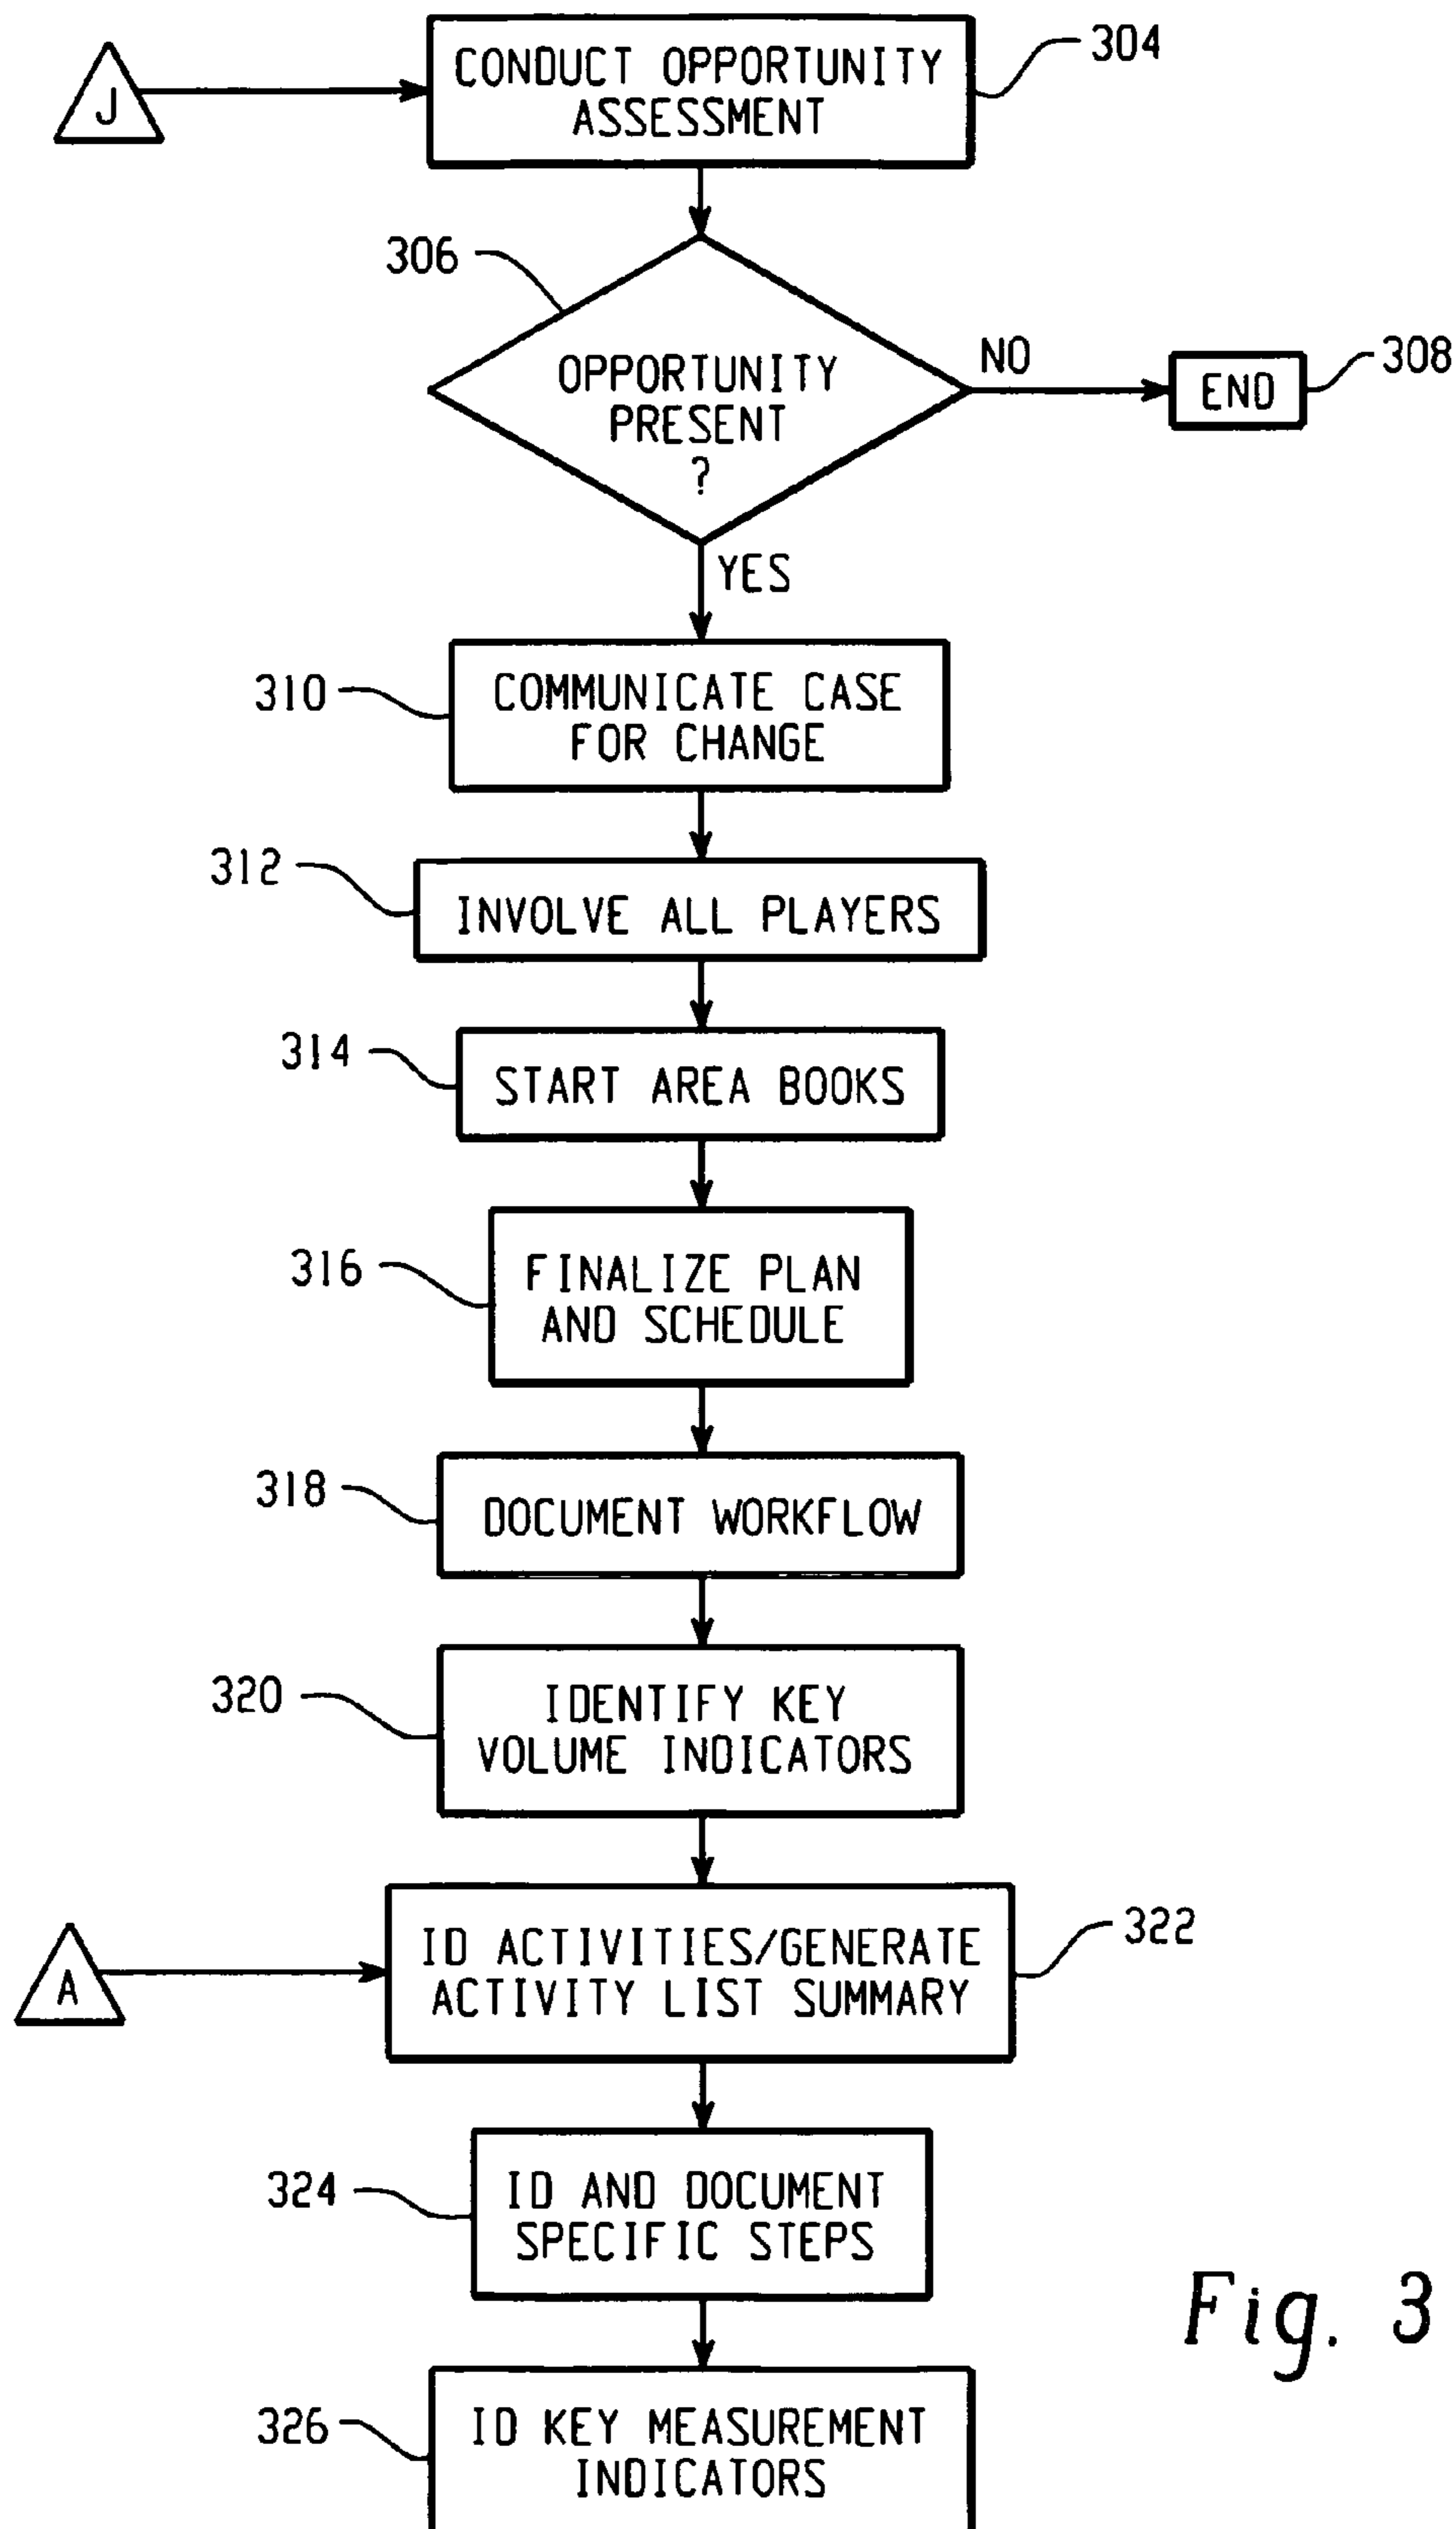 J
CONDUCT OPPORTUNITY
ASSESSMENT
304
306
OPPORTUNITY
PRESENT
?
NO
END
308
YES
310
COMMUNICATE CASE
FOR CHANGE
312
INVOLVE ALL PLAYERS
314
START AREA BOOKS
316
FINALIZE PLAN
AND SCHEDULE
318
DOCUMENT WORKFLOW
320
IDENTIFY KEY
VOLUME INDICATORS
A
ID ACTIVITIES/GENERATE
ACTIVITY LIST SUMMARY
322
324
ID AND DOCUMENT
SPECIFIC STEPS
326
ID KEY MEASUREMENT
INDICATORS
Fig. 3